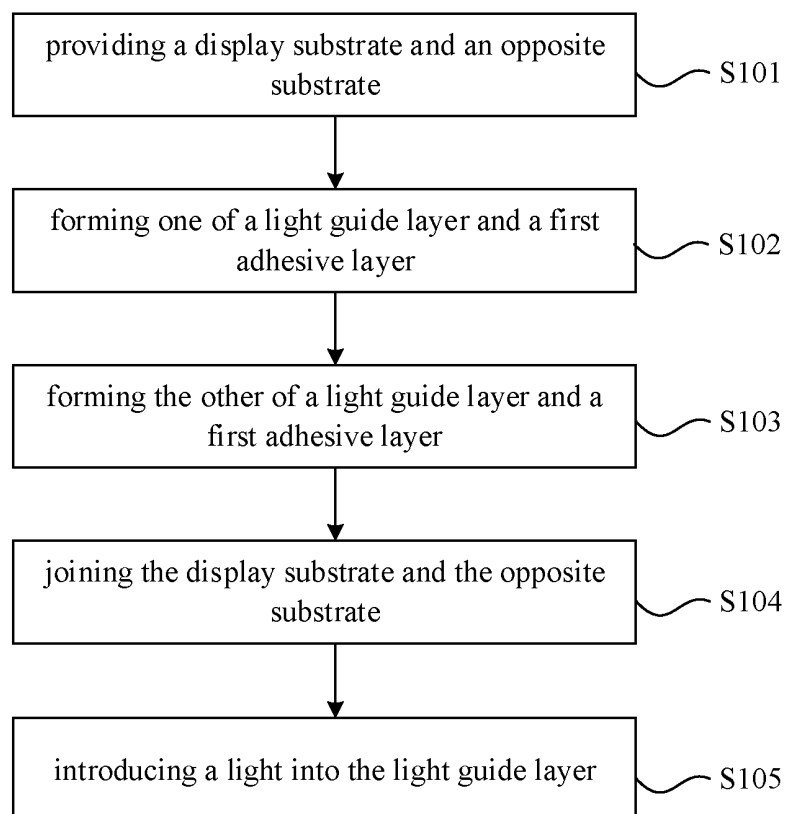 providing a display substrate and an opposite
substrate
S101
forming one of a light guide layer and a first
adhesive layer
S102
forming the other of a light guide layer and a
first adhesive layer
S103
joining the display substrate and the opposite
substrate
S104
introducing a light into the light guide layer
S105